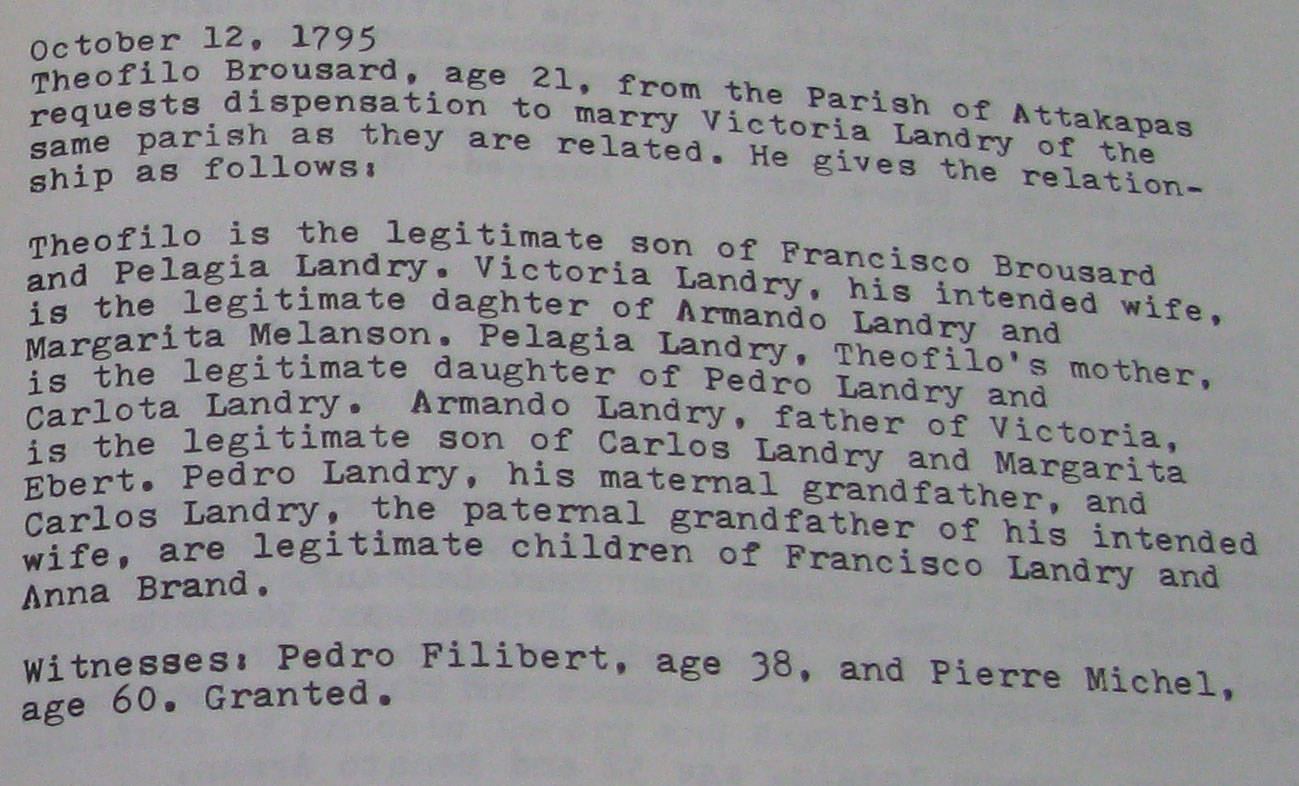 October 12, 1795
Theofilo Brousard, age 21, from the Parish of Attakapas
requests dispensation to marry Victoria Landry of the
same parish as they are related. He gives the relation-
ship as follows:
Theofilo is the legitimate son of Francisco Brousard
and Pelagia Landry. Victoria Landry, his intended wife,
is the legitimate daghter of Armando Landry and
Margarita Melanson. Pelagia Landry, Theofilo's mother,
is the legitimate daughter of Pedro Landry and
Carlota Landry. Armando Landry, father of Victoria,
is the legitimate son of Carlos Landry and Margarita
Ebert. Pedro Landry, his maternal grandfather, and
Carlos Landry, the paternal grandfather of his intended
wife, are legitimate children of Francisco Landry and
Anna Brand.
Witnesses: Pedro Filibert, age 38, and Pierre Michel,
age 60. Granted.